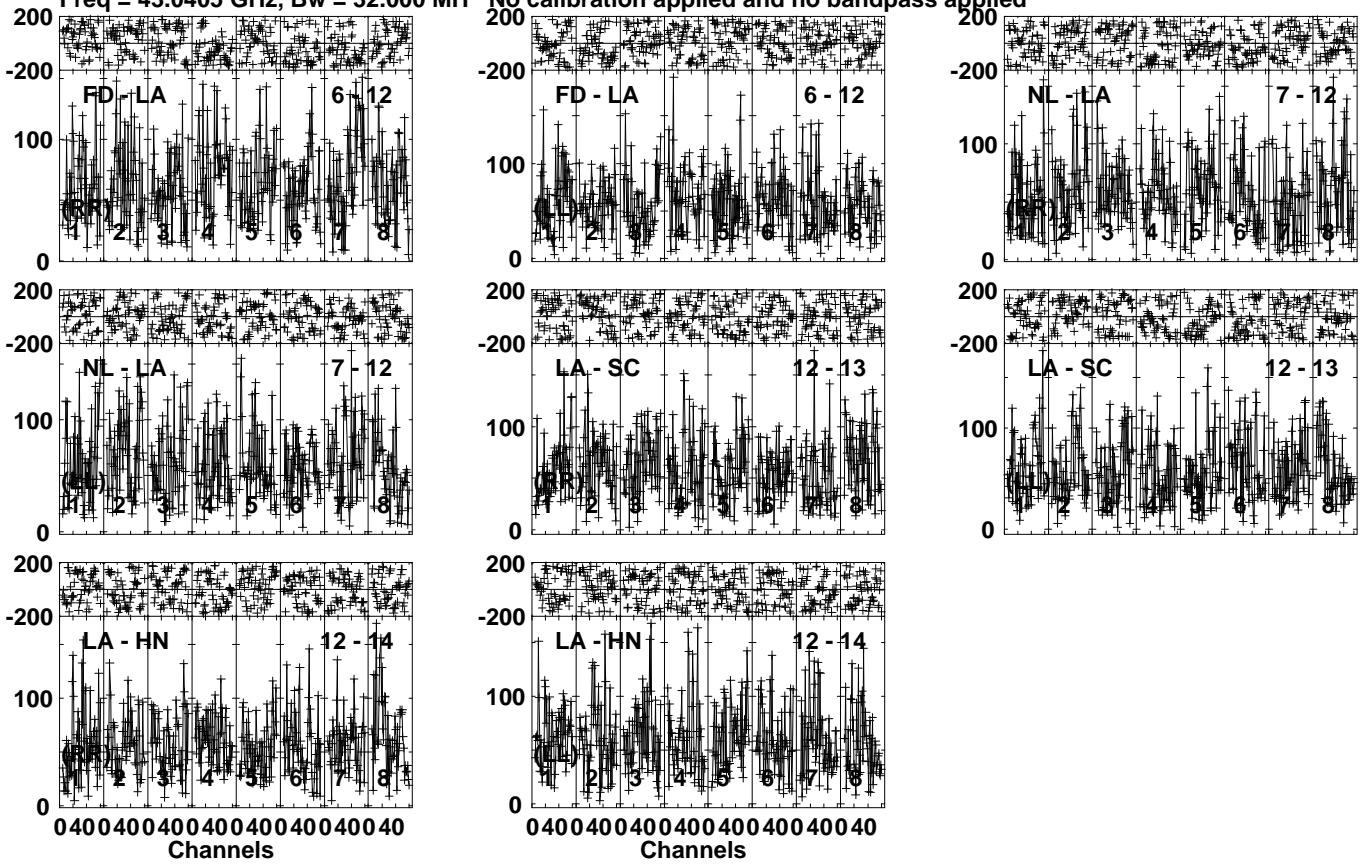 Freq = 43.0405 GHz, Bw = 32.000 MH No calibration applied and no bandpass applied
200 200 200
-200 -200 -200
FD - LA 6 - 12 FD - LA 6 - 12 NL - LA 7 - 12
100 100 100
(RR) (LL) (RR)
1 2 3 4 5 6 7 8 1 2 3 4 5 6 7 8 1 2 3 4 5 6 7 8
0 0 0
200 200 200
-200 -200 -200
NL - LA 7 - 12 LA - SC 12 - 13 LA - SC 12 - 13
100 100 100
(LL) (RR) (LL)
1 2 3 4 5 6 7 8 1 2 3 4 5 6 7 8 1 2 3 4 5 6 7 8
0 0 0
200 200
-200 -200
LA - HN 12 - 14 LA - HN 12 - 14
100 100
(RR) (LL)
1 2 3 4 5 6 7 8 1 2 3 4 5 6 7 8
0 0
0 40 0 40 0 40 0 40 0 40 0 40 0 40 0 40 0 40 0 40 0 40 0 40 0 40 0 40 0 40 0 40
Channels Channels